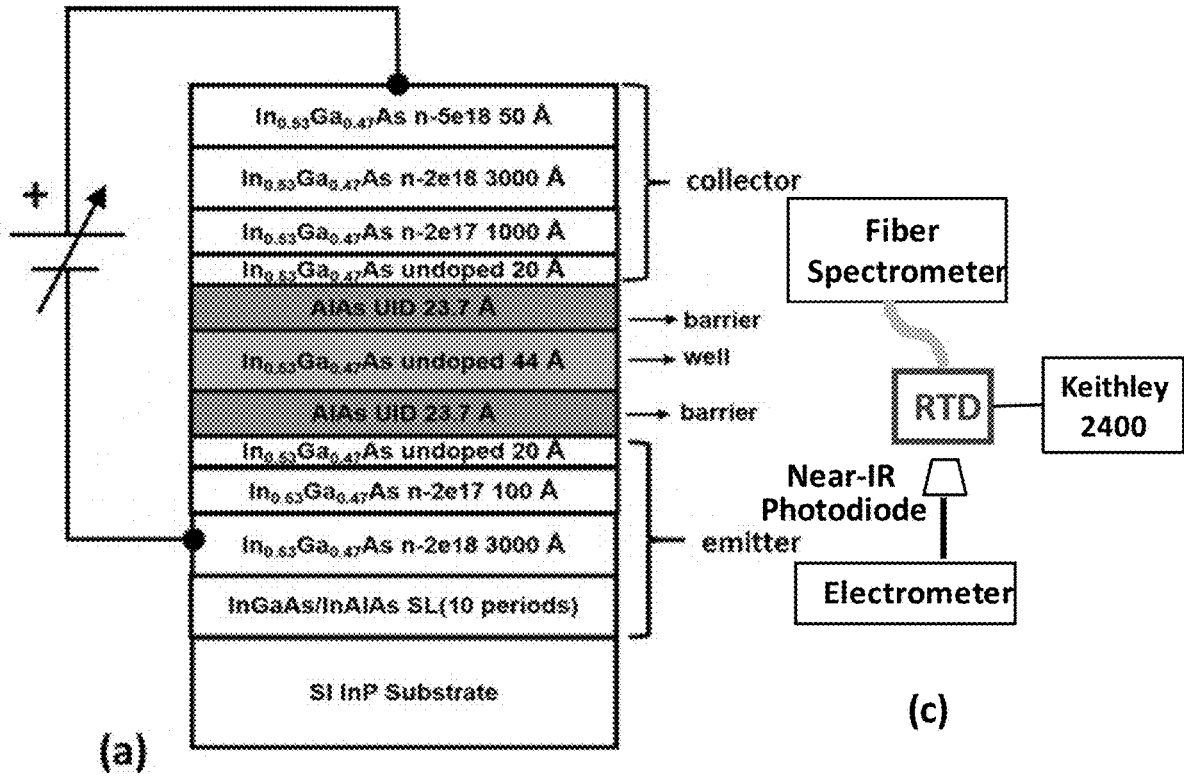 +
In0.53Ga0.47As n-5e18 50 Å
In0.53Ga0.47As n-2e18 3000 Å
In0.53Ga0.47As n-2e17 1000 Å
In0.53Ga0.47As undoped 20 Å
AlAs UID 23.7 Å
In0.53Ga0.47As undoped 44 Å
AlAs UID 23.7 Å
In0.53Ga0.47As undoped 20 Å
In0.53Ga0.47As n-2e17 100 Å
In0.53Ga0.47As n-2e18 3000 Å
InGaAs/InAlAs SL(10 periods)
SI InP Substrate
collector
barrier
well
barrier
emitter
(a)
Fiber
Spectrometer
RTD
Keithley
2400
Near-IR
Photodiode
Electrometer
(c)